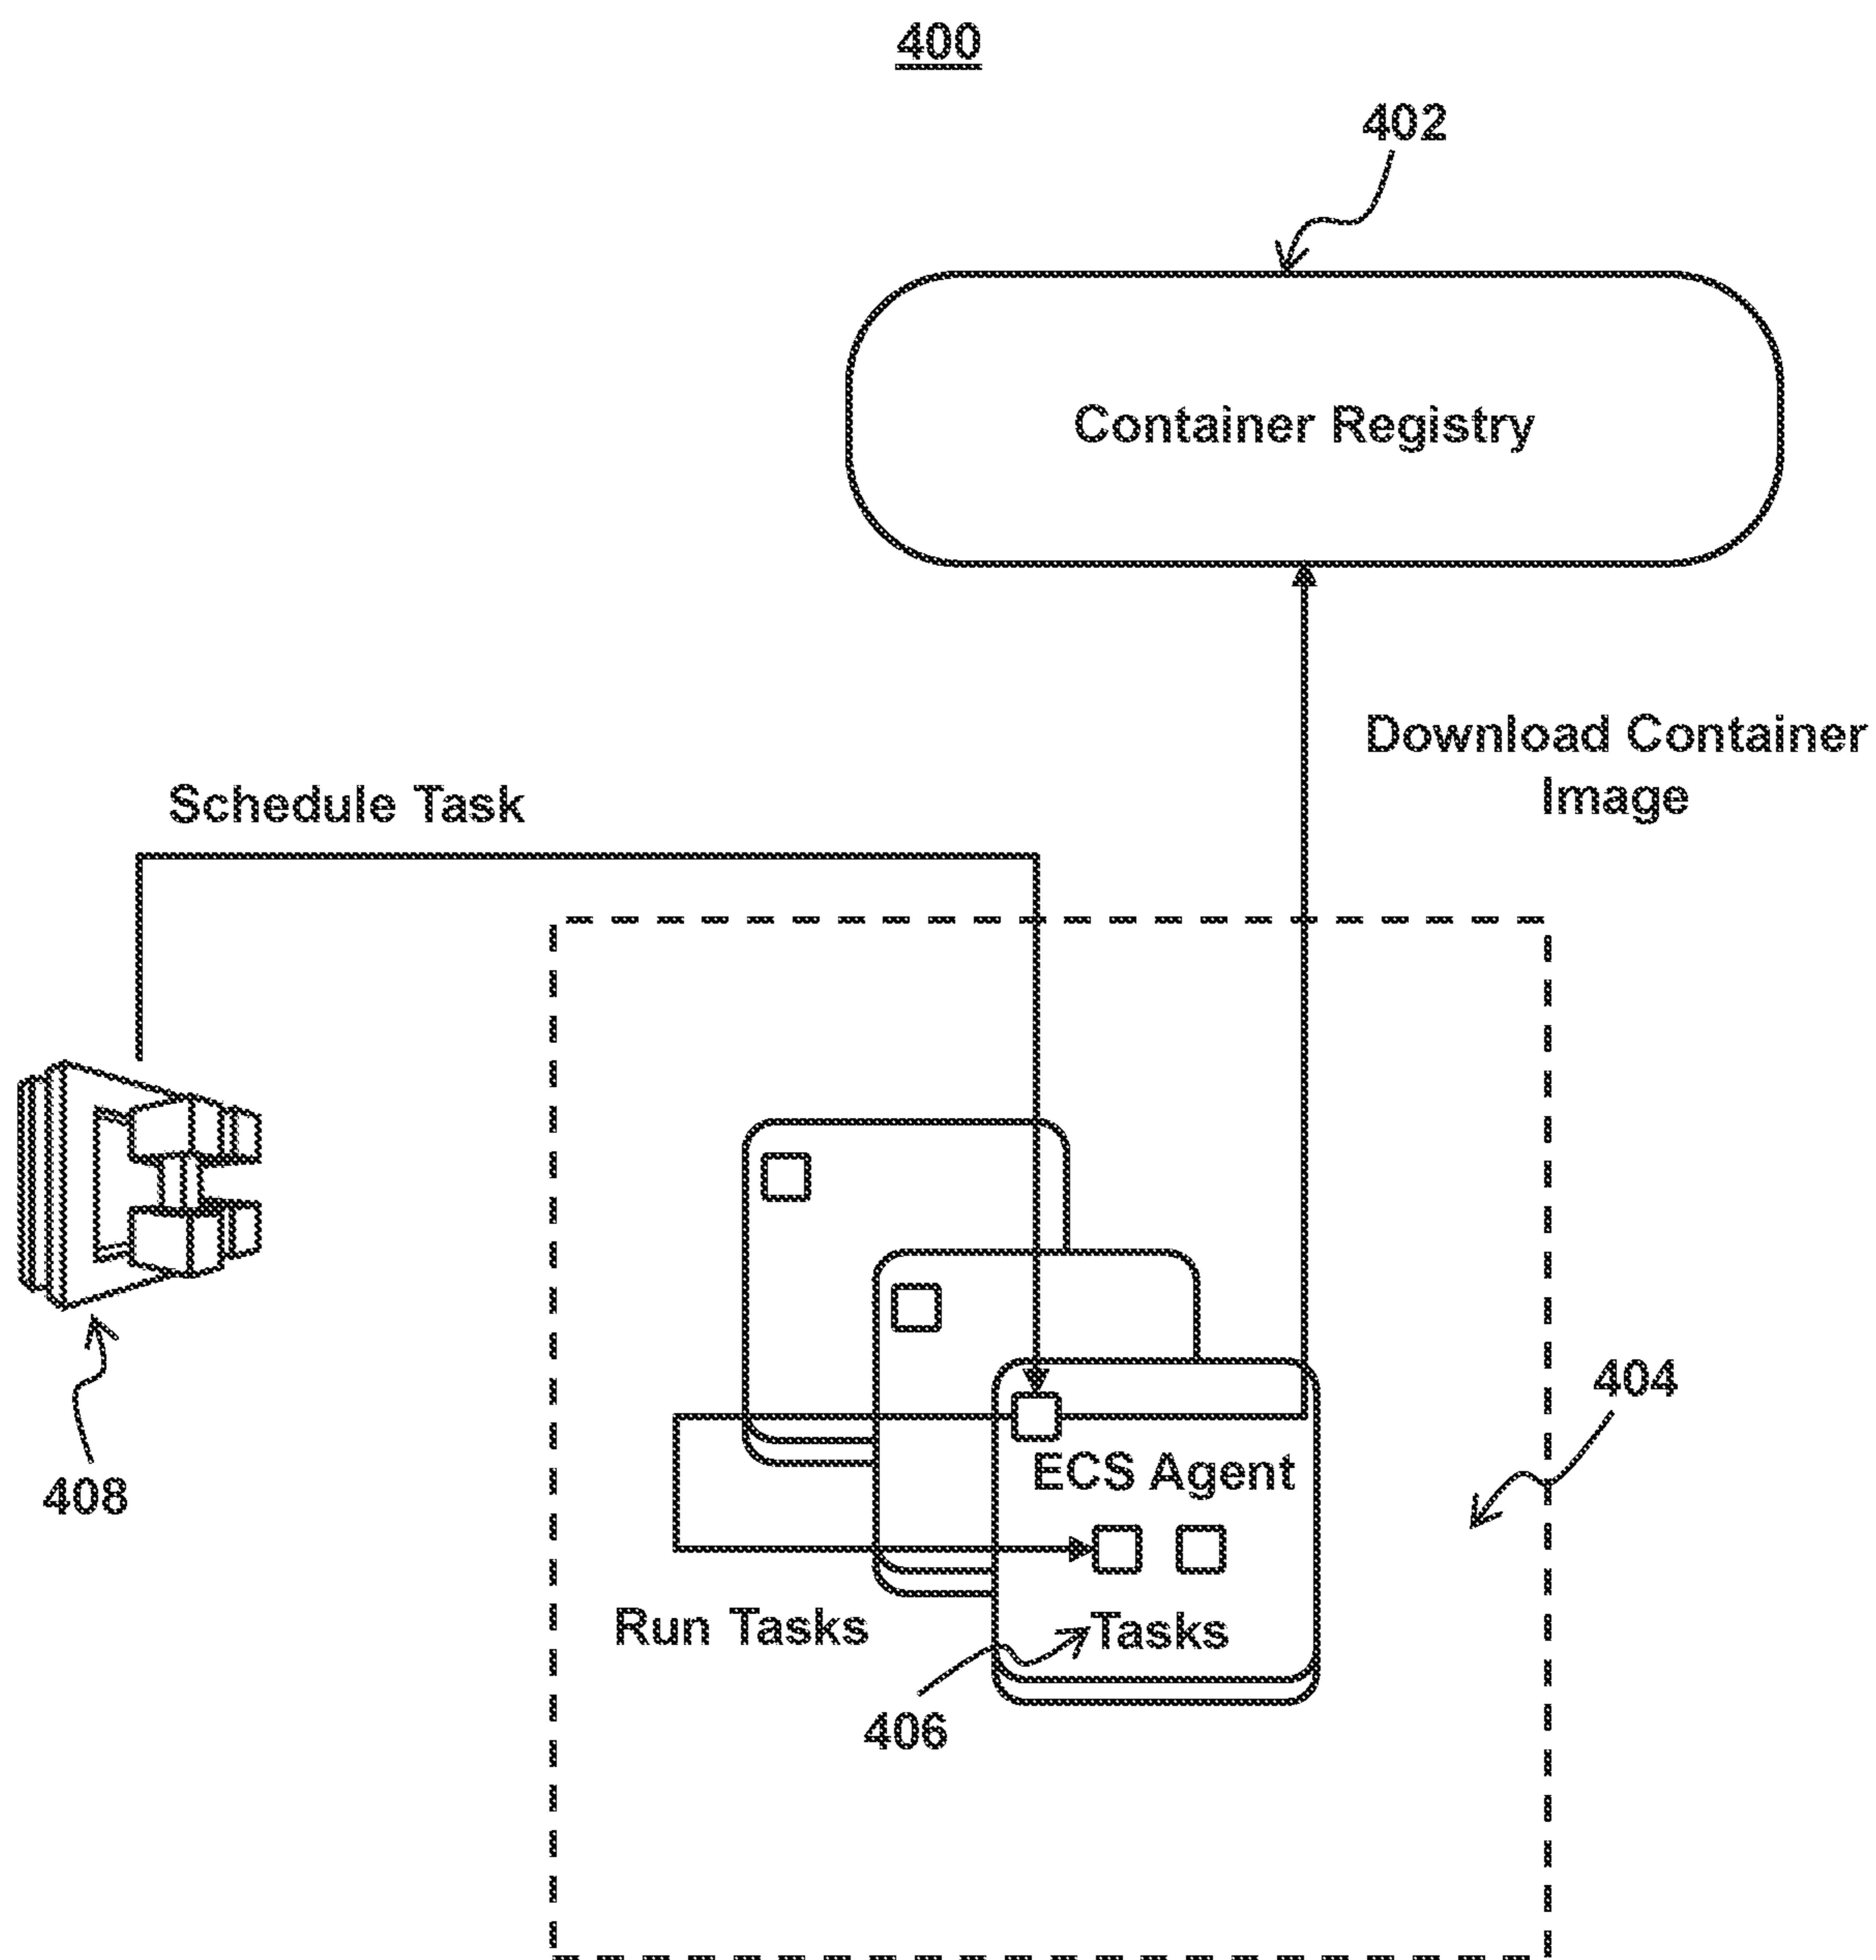 400
402
Container Registry
Download Container
Image
Schedule Task
404
408
ECS Agent
Run Tasks
Tasks
406